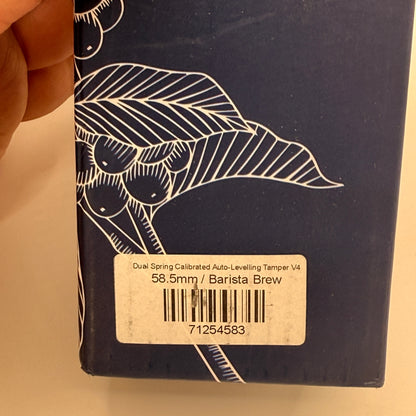 Dual Spring Calibrated Auto-Levelling Tamper V4
58.5mm / Barista Brew
71254583